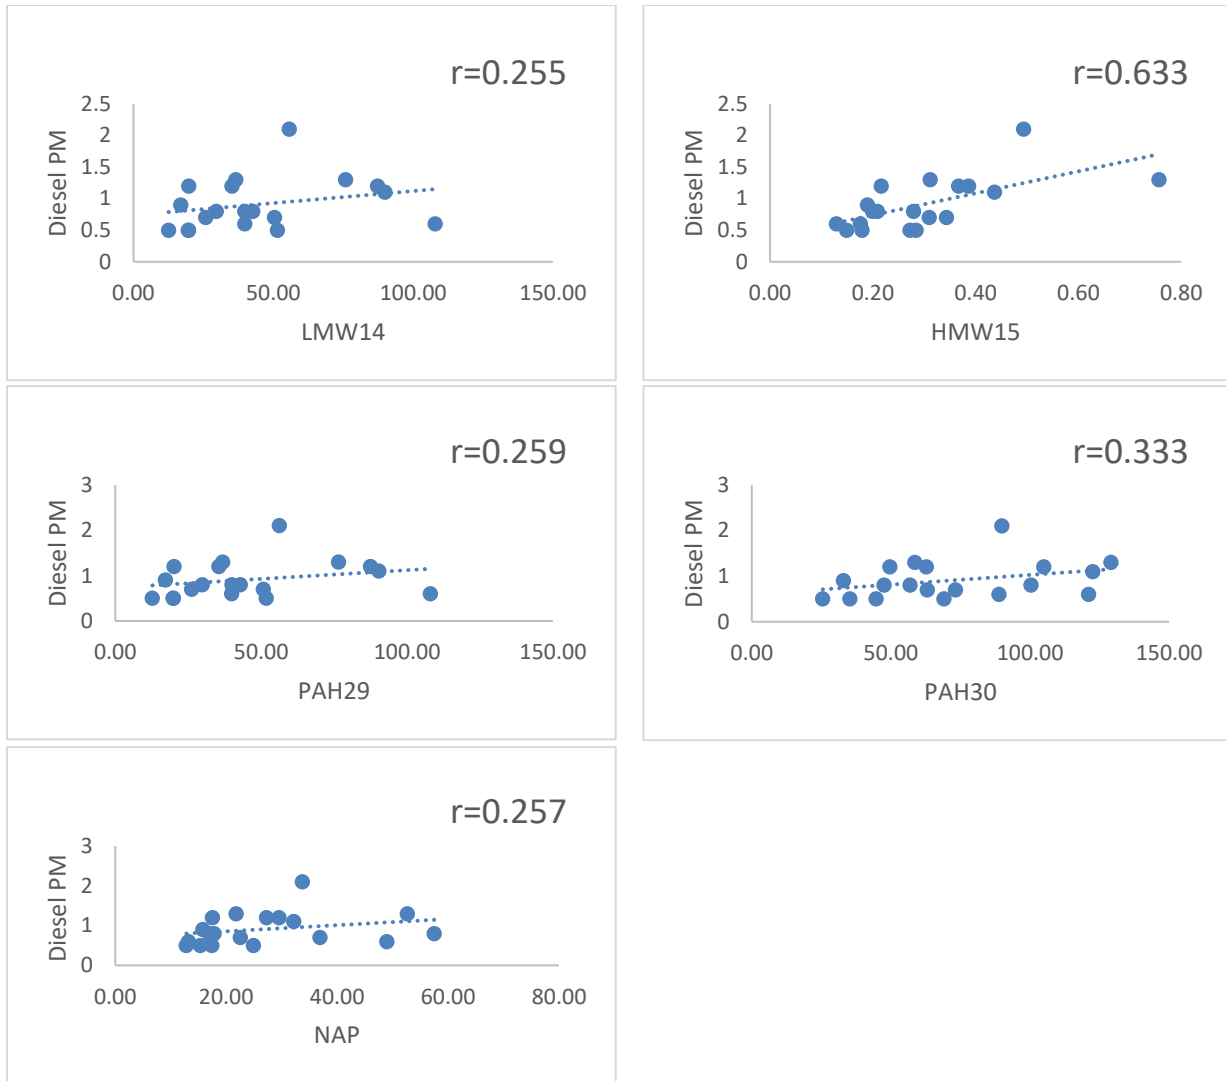 r=0.255
2.5
2
1.5
1
0.5
0
Diesel PM
0.00 50.00 100.00 150.00
LMW14
r=0.633
2.5
2
1.5
1
0.5
0
Diesel PM
0.00 0.20 0.40 0.60 0.80
HMW15
r=0.259
3
2
1
0
Diesel PM
0.00 50.00 100.00 150.00
PAH29
r=0.333
3
2
1
0
Diesel PM
0.00 50.00 100.00 150.00
PAH30
r=0.257
3
2
1
0
Diesel PM
0.00 20.00 40.00 60.00 80.00
NAP